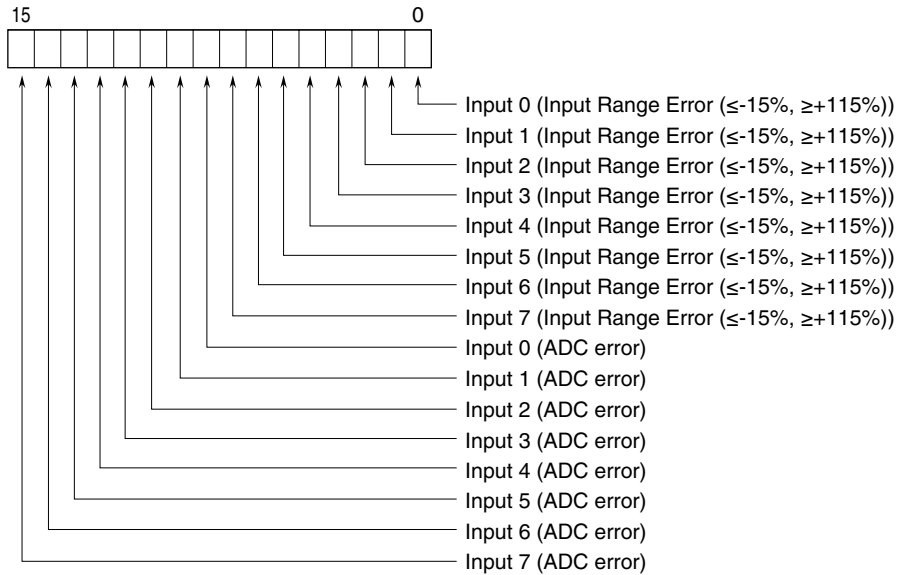 15 0
Input 0 (Input Range Error (≤-15%, ≥+115%))
Input 1 (Input Range Error (≤-15%, ≥+115%))
Input 2 (Input Range Error (≤-15%, ≥+115%))
Input 3 (Input Range Error (≤-15%, ≥+115%))
Input 4 (Input Range Error (≤-15%, ≥+115%))
Input 5 (Input Range Error (≤-15%, ≥+115%))
Input 6 (Input Range Error (≤-15%, ≥+115%))
Input 7 (Input Range Error (≤-15%, ≥+115%))
Input 0 (ADC error)
Input 1 (ADC error)
Input 2 (ADC error)
Input 3 (ADC error)
Input 4 (ADC error)
Input 5 (ADC error)
Input 6 (ADC error)
Input 7 (ADC error)